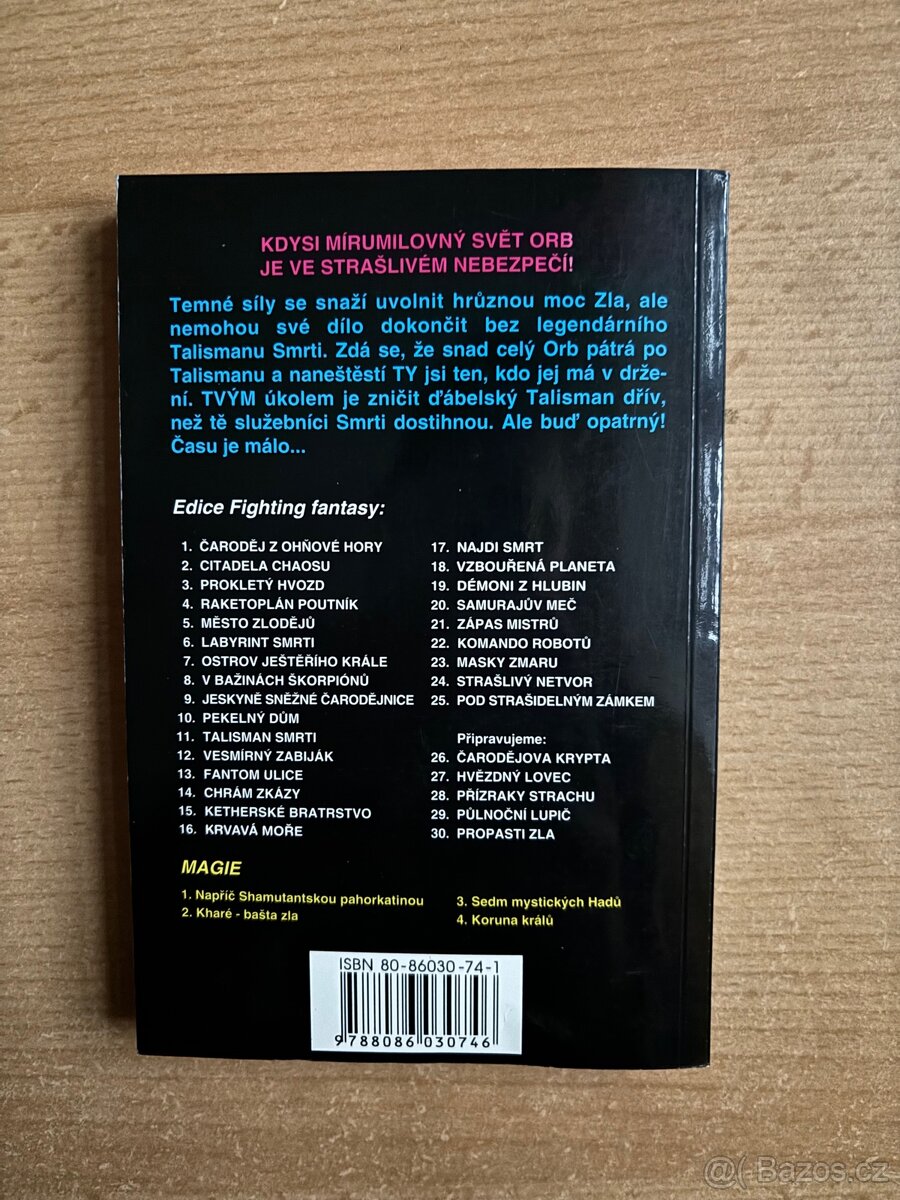 KDYSI MÍRUMILOVNÝ SVĚT ORB
JE VE STRAŠLIVÉM NEBEZPEČÍ!
Temné síly se snaží uvolnit hrůznou moc Zla, ale
nemohou své dílo dokončit bez legendárního
Talismanu Smrti. Zdá se, že snad celý Orb pátrá po
Talismanu a naneštěstí TY jsi ten, kdo jej má v drže-
ní. TVÝM úkolem je zničit ďábelský Talisman dřív,
než tě služebníci Smrti dostihnou. Ale buď opatrný!
Času je málo...
Edice Fighting fantasy:
1. ČARODĚJ Z OHŇOVÉ HORY
2. CITADELA CHAOSU
3. PROKLETÝ HVOZD
4. RAKETOPLÁN POUTNÍK
5. MĚSTO ZLODĚJŮ
6. LABYRINT SMRTI
7. OSTROV JEŠTĚŘÍHO KRÁLE
8. V BAŽINÁCH ŠKORPIÓNŮ
9. JESKYNĚ SNĚŽNÉ ČARODĚJNICE
10. PEKELNÝ DŮM
11. TALISMAN SMRTI
12. VESMÍRNÝ ZABIJÁK
13. FANTOM ULICE
14. CHRÁM ZKÁZY
15. KETHERSKÉ BRATRSTVO
16. KRVAVÁ MOŘE
17. NAJDI SMRT
18. VZBOUŘENÁ PLANETA
19. DÉMONI Z HLUBIN
20. SAMURAJŮV MEČ
21. ZÁPAS MISTRŮ
22. KOMANDO ROBOTŮ
23. MASKY ZMARU
24. STRAŠLIVÝ NETVOR
25. POD STRAŠIDELNÝM ZÁMKEM
Připravujeme:
26. ČARODĚJOVA KRYPTA
27. HVĚZDNÝ LOVEC
28. PŘÍZRAKY STRACHU
29. PŮLNOČNÍ LUPIČ
30. PROPASTI ZLA
MAGIE
1. Napříč Shamutantskou pahorkatinou
2. Kharé - bašta zla
3. Sedm mystických Hadů
4. Koruna králů
ISBN 80-86030-74-1
9788086030746
@( Bazos.cz